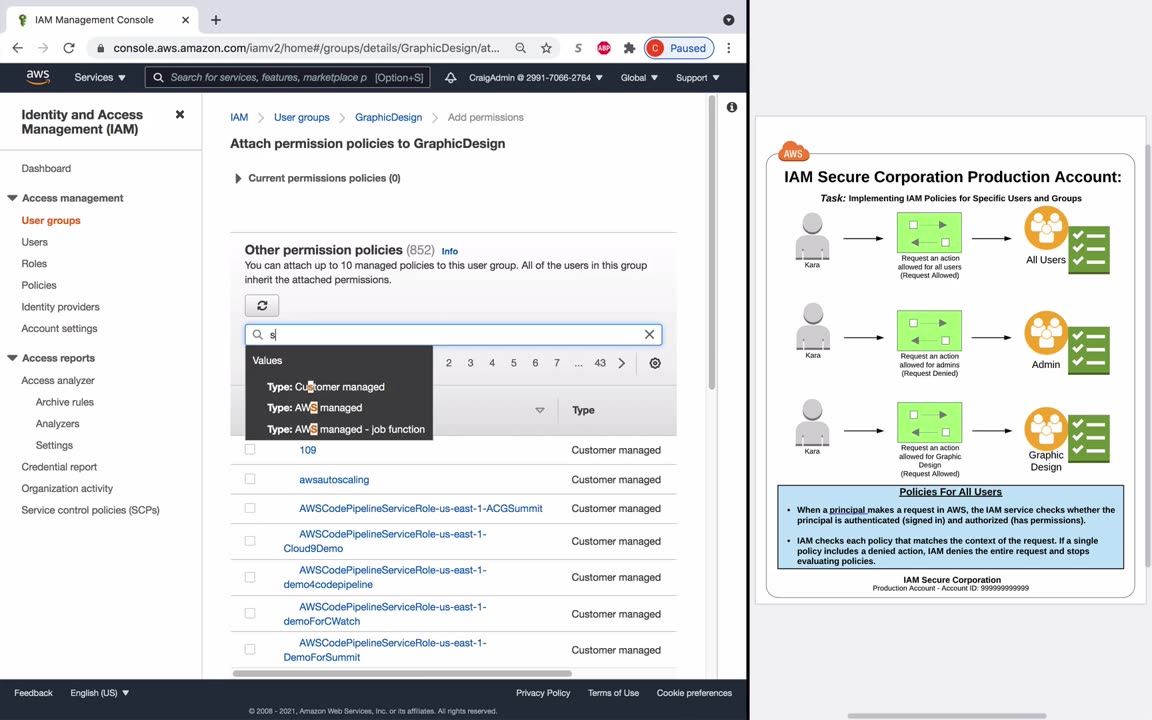 IAM Management Console
console.aws.amazon.com/iamv2/home#/groups/details/GraphicDesign/at...
S
ABP
C
Paused
aws
Services
Search for services, features, marketplace p
[Option+S]
CraigAdmin @ 2991-7066-2764
Global
Support
Identity and Access
Management (IAM)
Dashboard
Access management
User groups
Users
Roles
Policies
Identity providers
Account settings
Access reports
Access analyzer
Archive rules
Analyzers
Settings
Credential report
Organization activity
Service control policies (SCPs)
IAM
User groups
GraphicDesign
Add permissions
Attach permission policies to GraphicDesign
Current permissions policies (0)
Other permission policies (852) Info
You can attach up to 10 managed policies to this user group. All of the users in this group
inherit the attached permissions.
s
Values
Type: Customer managed
Type: AWS managed
Type: AWS managed - job function
2 3 4 5 6 7 ... 43
Type
109
Customer managed
awsautoscaling
Customer managed
AWSCodePipelineServiceRole-us-east-1-ACGSummit
Customer managed
AWSCodePipelineServiceRole-us-east-1-
Cloud9Demo
Customer managed
AWSCodePipelineServiceRole-us-east-1-
demo4codepipeline
Customer managed
AWSCodePipelineServiceRole-us-east-1-
demoForCWatch
Customer managed
AWSCodePipelineServiceRole-us-east-1-
DemoForSummit
Customer managed
Feedback
English (US)
Privacy Policy
Terms of Use
Cookie preferences
© 2008 - 2021, Amazon Web Services, Inc. or its affiliates. All rights reserved.
AWS
IAM Secure Corporation Production Account:
Task: Implementing IAM Policies for Specific Users and Groups
Kara
Request an action
allowed for all users
(Request Allowed)
All Users
Kara
Request an action
allowed for admins
(Request Denied)
Admin
Kara
Request an action
allowed for Graphic
Design
(Request Allowed)
Graphic
Design
Policies For All Users
• When a principal makes a request in AWS, the IAM service checks whether the
principal is authenticated (signed in) and authorized (has permissions).
• IAM checks each policy that matches the context of the request. If a single
policy includes a denied action, IAM denies the entire request and stops
evaluating policies.
IAM Secure Corporation
Production Account - Account ID: 999999999999